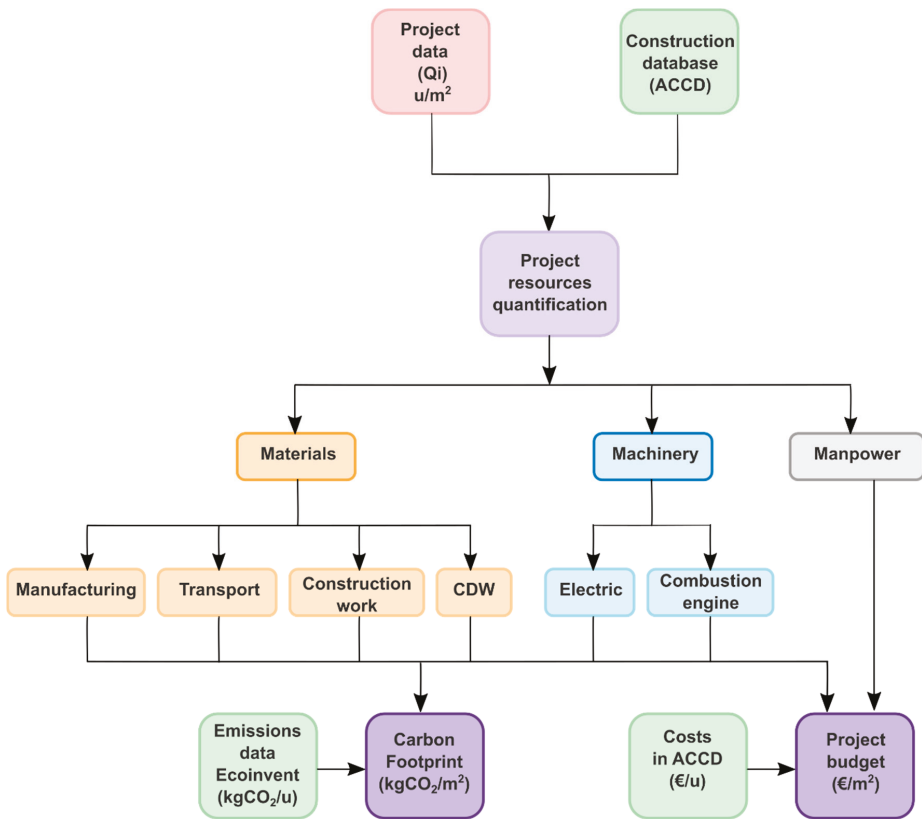 Project
data
(Qi)
u/m²
Construction
database
(ACCD)
Project
resources
quantification
Materials
Machinery
Manpower
Manufacturing
Transport
Construction
work
CDW
Electric
Combustion
engine
Emissions
data
Ecoinvent
(kgCO₂/u)
Carbon
Footprint
(kgCO₂/m²)
Costs
in ACCD
(€/u)
Project
budget
(€/m²)